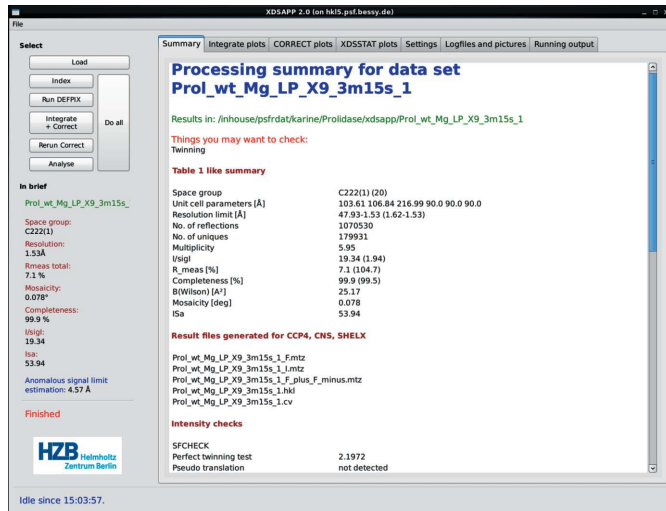 XDSAPP 2.0 (on hkl5.psf.bessy.de)
File
Select
Load
Index
Run DEFPIX
Integrate
+ Correct
Do all
Rerun Correct
Analyse
In brief
Prol_wt_Mg_LP_X9_3m15s_
Space group:
C222(1)
Resolution:
1.53Å
Rmeas total:
7.1 %
Mosaicity:
0.078°
Completeness:
99.9 %
I/sigI:
19.34
Isa:
53.94
Anomalous signal limit
estimation: 4.57 Å
Finished
HZB Helmholtz
Zentrum Berlin
Idle since 15:03:57.
Summary Integrate plots CORRECT plots XDSSTAT plots Settings Logfiles and pictures Running output
Processing summary for data set
Prol_wt_Mg_LP_X9_3m15s_1
Results in: /inhouse/psfrdat/karine/Prolidase/xdsapp/Prol_wt_Mg_LP_X9_3m15s_1
Things you may want to check:
Twinning
Table 1 like summary
Space group C222(1) (20)
Unit cell parameters [Å] 103.61 106.84 216.99 90.0 90.0 90.0
Resolution limit [Å] 47.93-1.53 (1.62-1.53)
No. of reflections 1070530
No. of uniques 179931
Multiplicity 5.95
I/sigI 19.34 (1.94)
R_meas [%] 7.1 (104.7)
Completeness [%] 99.9 (99.5)
B(Wilson) [A²] 25.17
Mosaicity [deg] 0.078
ISa 53.94
Result files generated for CCP4, CNS, SHELX
Prol_wt_Mg_LP_X9_3m15s_1_F.mtz
Prol_wt_Mg_LP_X9_3m15s_1_I.mtz
Prol_wt_Mg_LP_X9_3m15s_1_F_plus_F_minus.mtz
Prol_wt_Mg_LP_X9_3m15s_1.hkl
Prol_wt_Mg_LP_X9_3m15s_1.cv
Intensity checks
SFCHECK
Perfect twinning test 2.1972
Pseudo translation not detected